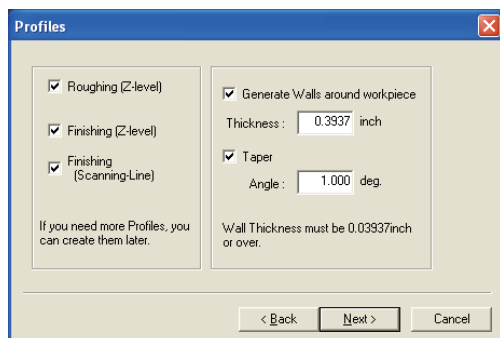 Profiles
Roughing (Z-level)
Finishing (Z-level)
Finishing
(Scanning-Line)
If you need more Profiles, you
can create them later.
Generate Walls around workpiece
Thickness : 0.3937 inch
Taper
Angle : 1.000 deg.
Wall Thickness must be 0.03937inch
or over.
< Back Next > Cancel